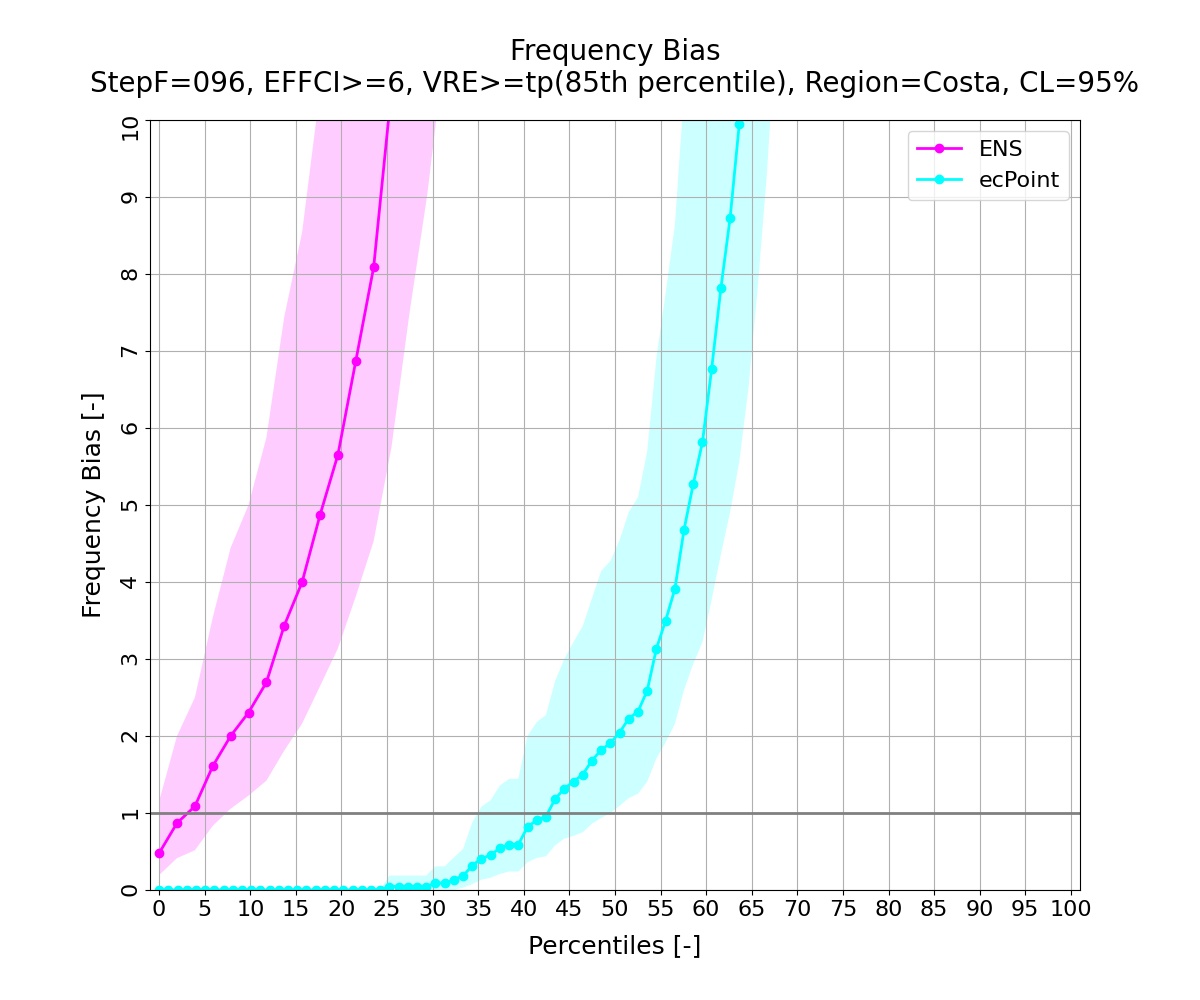 Frequency Bias
StepF=096, EFFCI>=6, VRE>=tp(85th percentile), Region=Costa, CL=95%
ENS
ecPoint
Frequency Bias [-]
10
9
8
7
6
5
4
3
2
1
0
0 5 10 15 20 25 30 35 40 45 50 55 60 65 70 75 80 85 90 95 100
Percentiles [-]